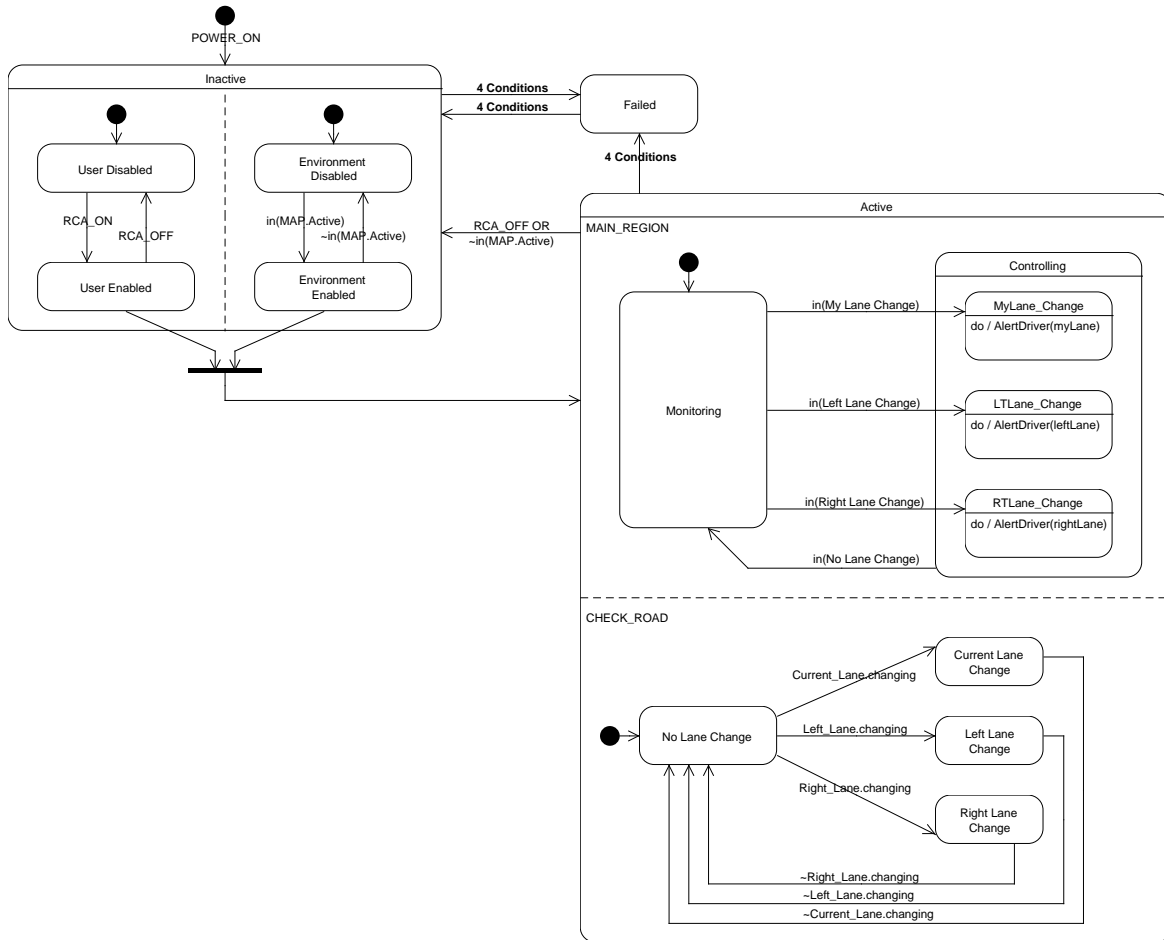 POWER_ON
Inactive
4 Conditions
4 Conditions
Failed
4 Conditions
User Disabled
Environment
Disabled
RCA_ON
RCA_OFF
in(MAP.Active)
~in(MAP.Active)
User Enabled
Environment
Enabled
RCA_OFF OR
~in(MAP.Active)
Active
MAIN_REGION
Monitoring
Controlling
in(My Lane Change)
MyLane_Change
do / AlertDriver(myLane)
in(Left Lane Change)
LTLane_Change
do / AlertDriver(leftLane)
in(Right Lane Change)
RTLane_Change
do / AlertDriver(rightLane)
in(No Lane Change)
CHECK_ROAD
No Lane Change
Current_Lane.changing
Current Lane
Change
Left_Lane.changing
Left Lane
Change
Right_Lane.changing
Right Lane
Change
~Right_Lane.changing
~Left_Lane.changing
~Current_Lane.changing